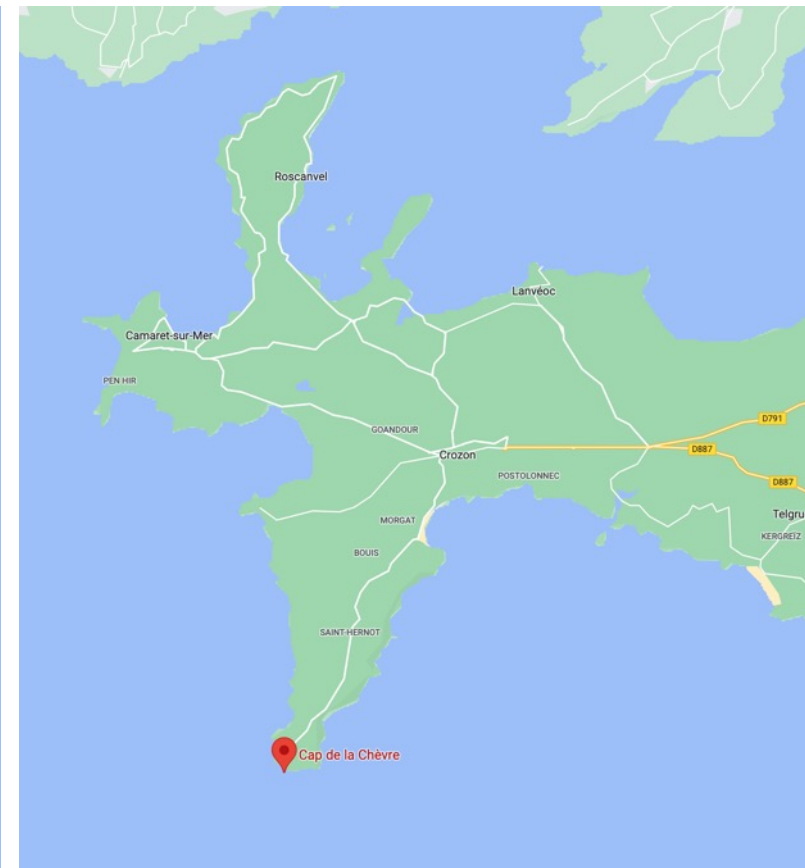 Roscanvel
Lanvéoc
Camaret-sur-Mer
PEN HIR
D791
GOANDOUR
D887
Crozon
POSTOLONNEC
D887
MORGAT
Telgru
KERGREIZ
BOUIS
SAINT-HERNOT
Cap de la Chèvre